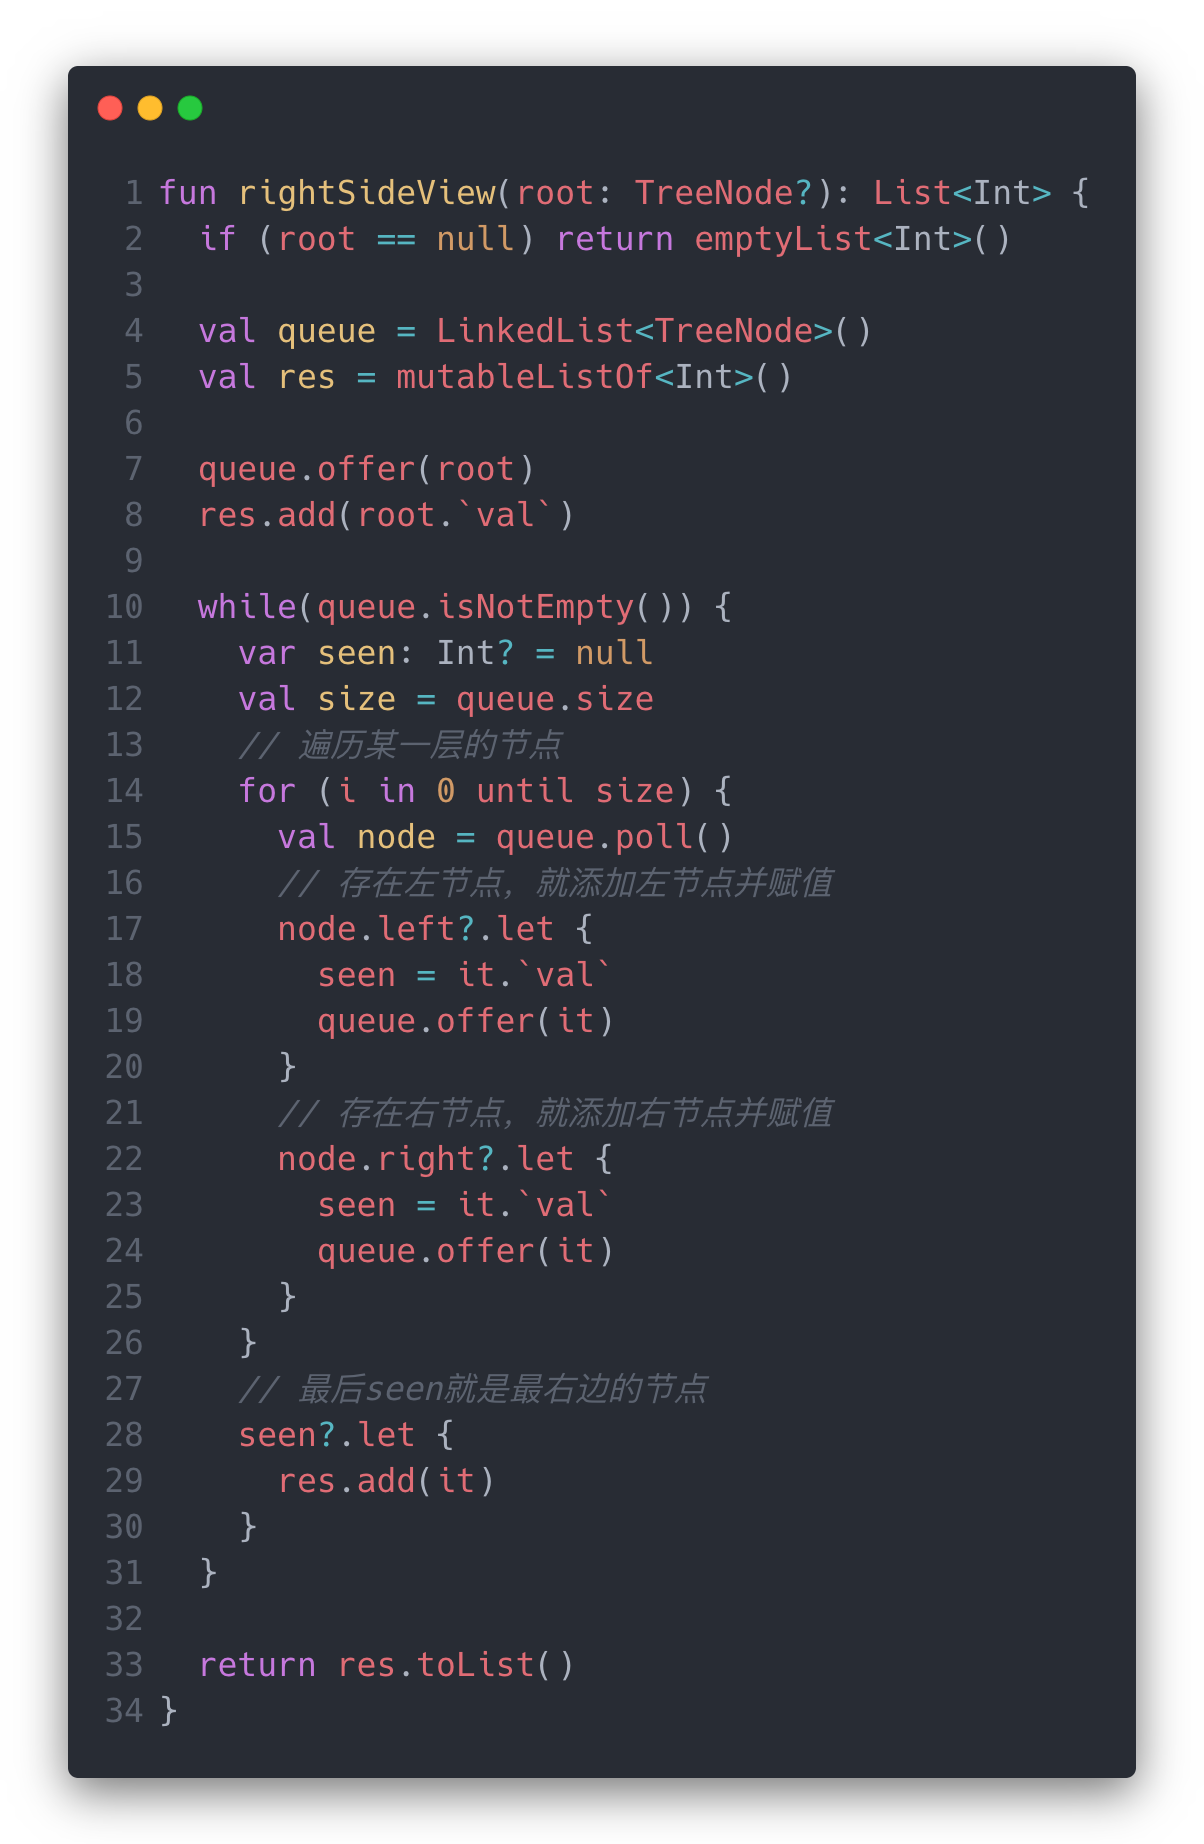 1 fun rightSideView(root: TreeNode?): List<Int> {
2   if (root == null) return emptyList<Int>()
3
4   val queue = LinkedList<TreeNode>()
5   val res = mutableListOf<Int>()
6
7   queue.offer(root)
8   res.add(root.`val`)
9
10   while(queue.isNotEmpty()) {
11     var seen: Int? = null
12     val size = queue.size
13     // 遍历某一层的节点
14     for (i in 0 until size) {
15       val node = queue.poll()
16       // 存在左节点，就添加左节点并赋值
17       node.left?.let {
18         seen = it.`val`
19         queue.offer(it)
20       }
21       // 存在右节点，就添加右节点并赋值
22       node.right?.let {
23         seen = it.`val`
24         queue.offer(it)
25       }
26     }
27     // 最后seen就是最右边的节点
28     seen?.let {
29       res.add(it)
30     }
31   }
32
33   return res.toList()
34 }